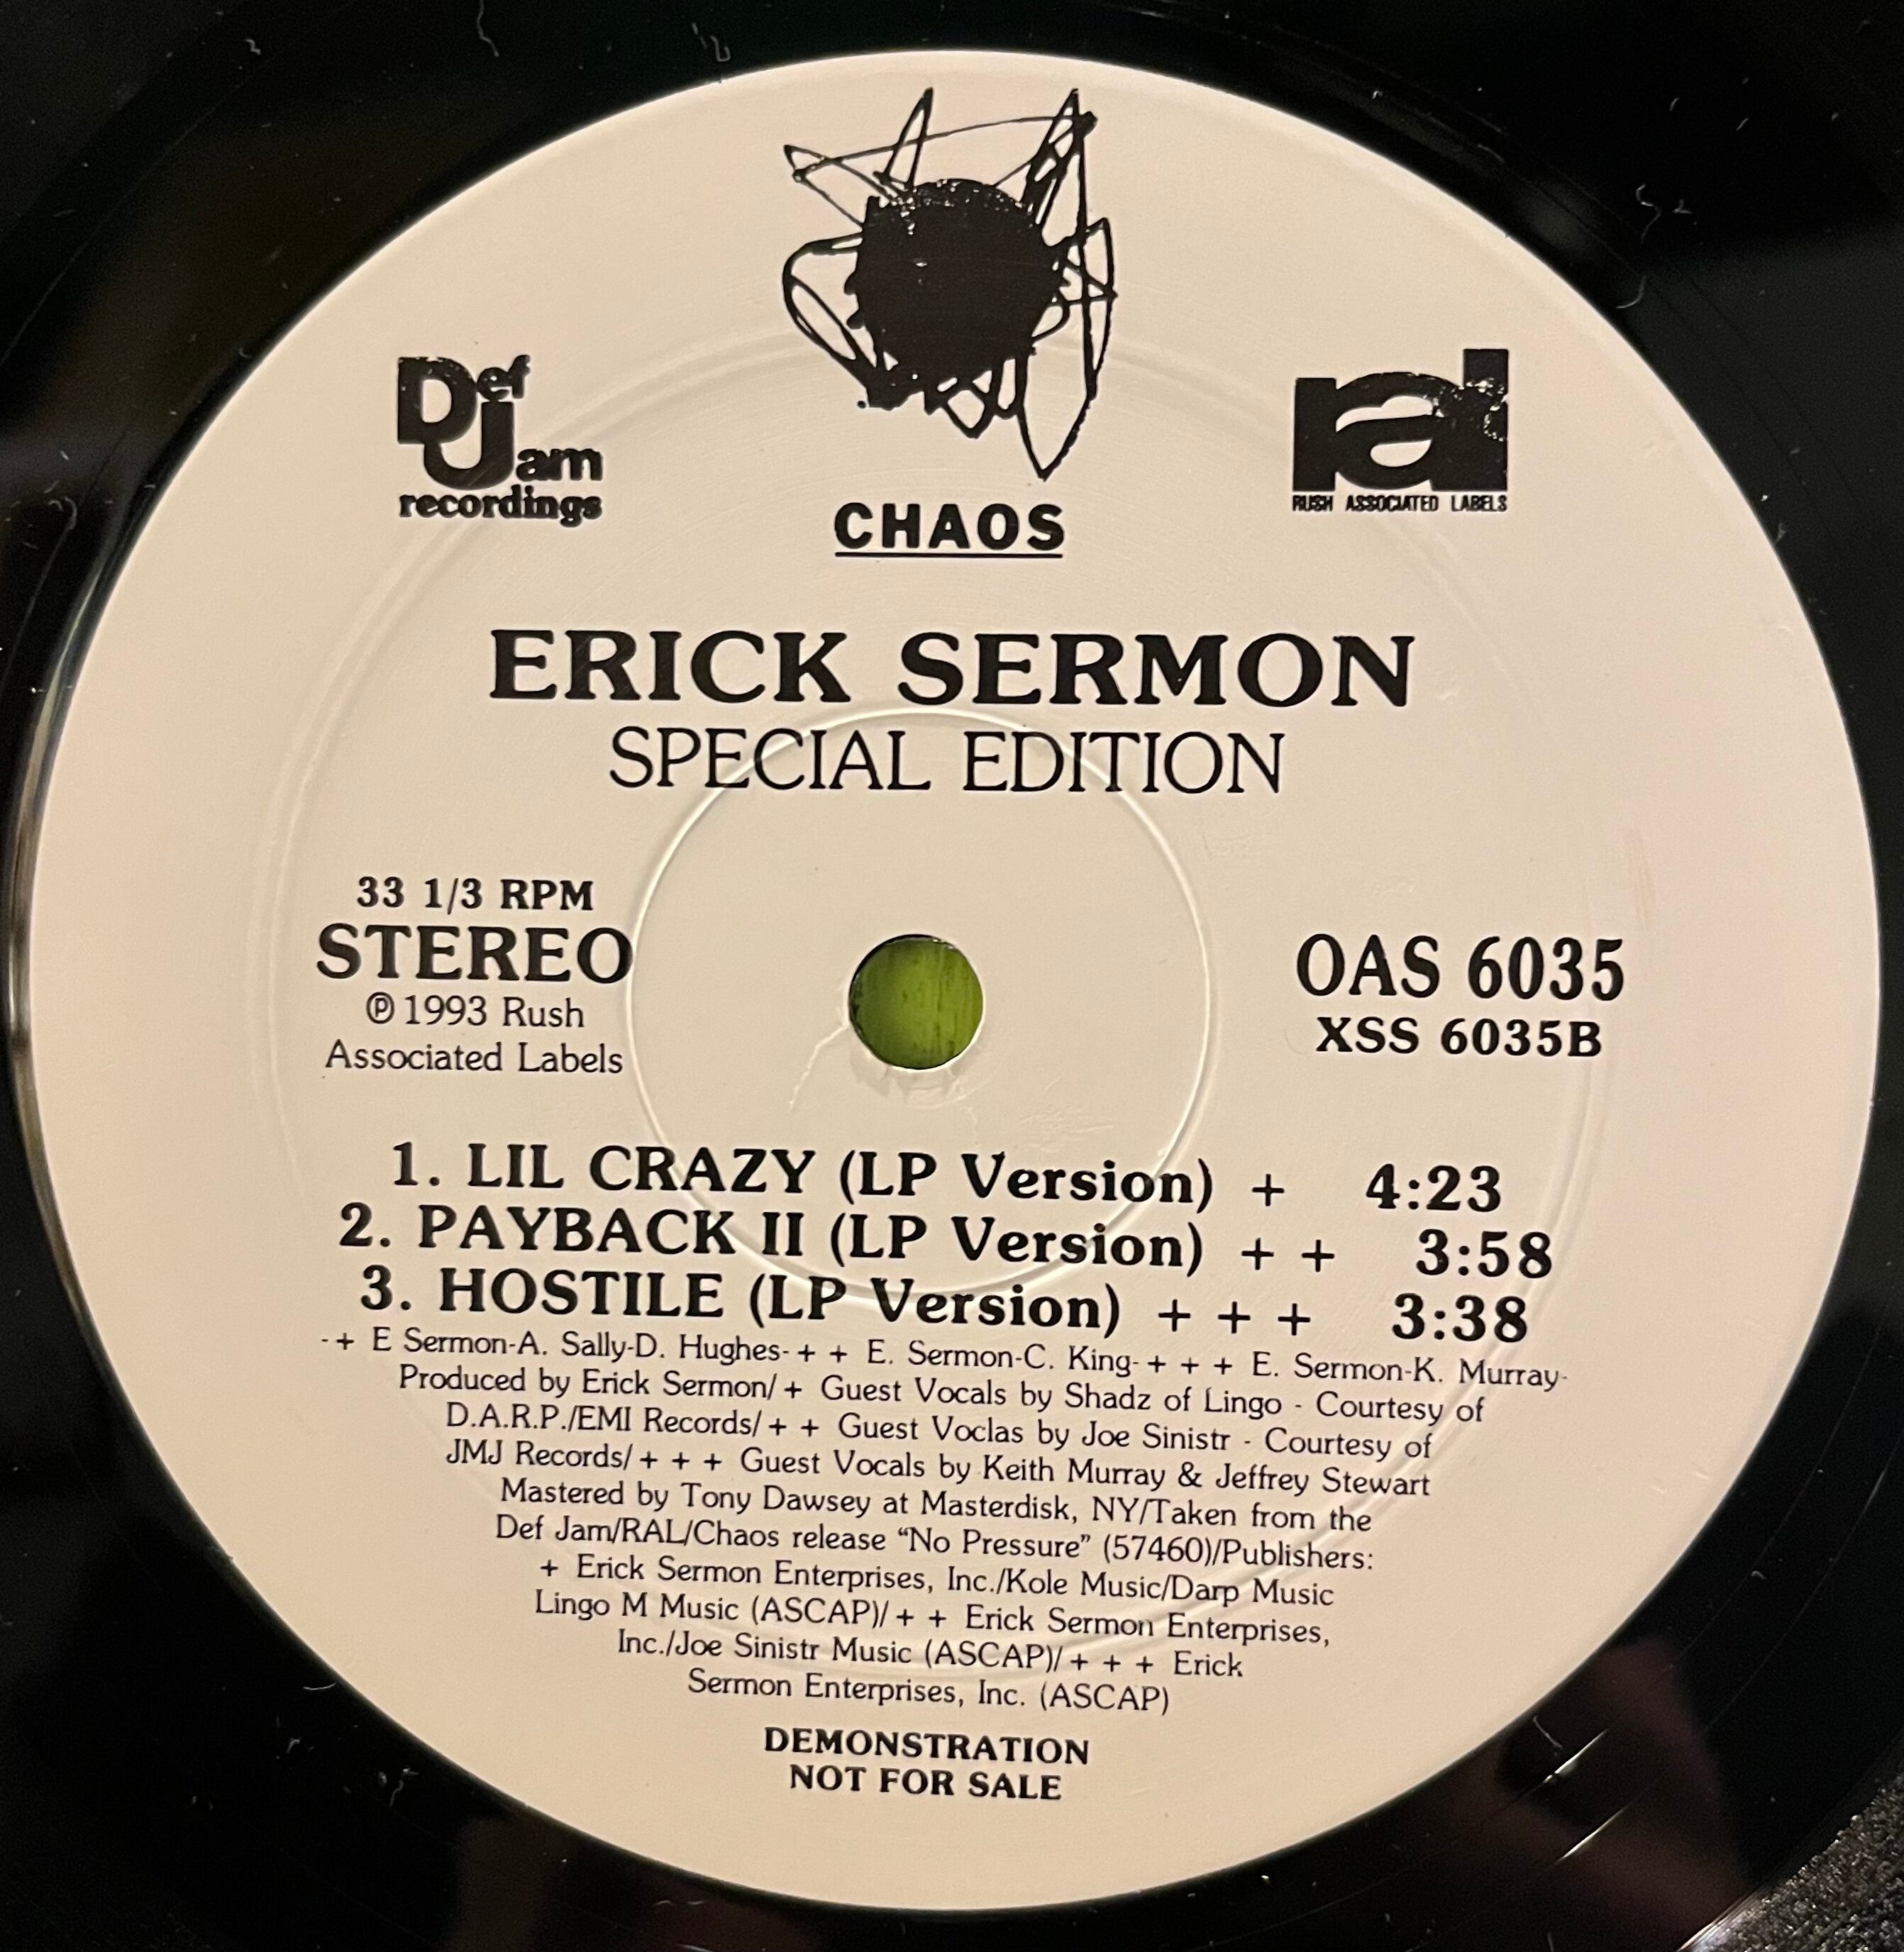 Def Jam
recordings
CHAOS
ral
RUSH ASSOCIATED LABELS
ERICK SERMON
SPECIAL EDITION
33 1/3 RPM
STEREO
℗ 1993 Rush
Associated Labels
OAS 6035
XSS 6035B
1. LIL CRAZY (LP Version) + 4:23
2. PAYBACK II (LP Version) + + 3:58
3. HOSTILE (LP Version) + + + 3:38
-+ E Sermon-A. Sally-D. Hughes-+ + E. Sermon-C. King-+ + + E. Sermon-K. Murray-
Produced by Erick Sermon/+ Guest Vocals by Shadz of Lingo - Courtesy of
D.A.R.P./EMI Records/+ + Guest Voclas by Joe Sinistr - Courtesy of
JMJ Records/+ + + Guest Vocals by Keith Murray & Jeffrey Stewart
Mastered by Tony Dawsey at Masterdisk, NY/Taken from the
Def Jam/RAL/Chaos release “No Pressure” (57460)/Publishers:
+ Erick Sermon Enterprises, Inc./Kole Music/Darp Music
Lingo M Music (ASCAP)/+ + Erick Sermon Enterprises,
Inc./Joe Sinistr Music (ASCAP)/+ + + Erick
Sermon Enterprises, Inc. (ASCAP)
DEMONSTRATION
NOT FOR SALE